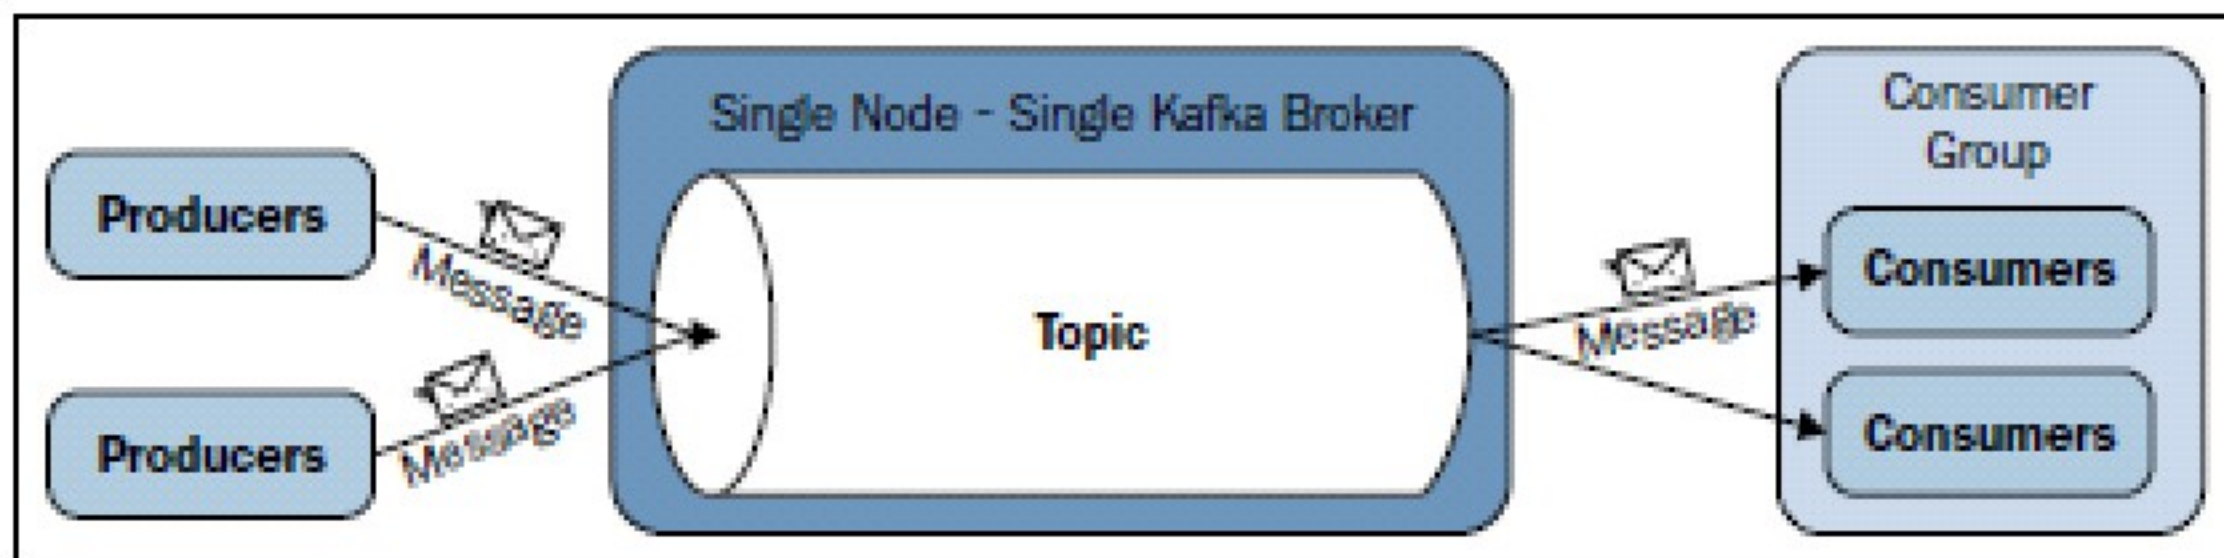 Single Node - Single Kafka Broker
Consumer
Group
Producers
Message
Topic
Message
Consumers
Producers
Message
Consumers